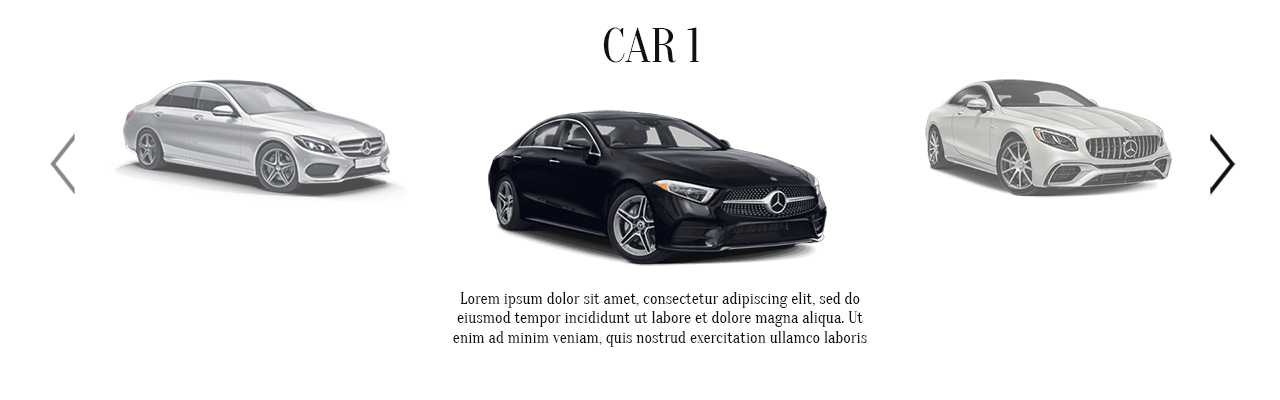 CAR 1
Lorem ipsum dolor sit amet, consectetur adipiscing elit, sed do
eiusmod tempor incididunt ut labore et dolore magna aliqua. Ut
enim ad minim veniam, quis nostrud exercitation ullamco laboris